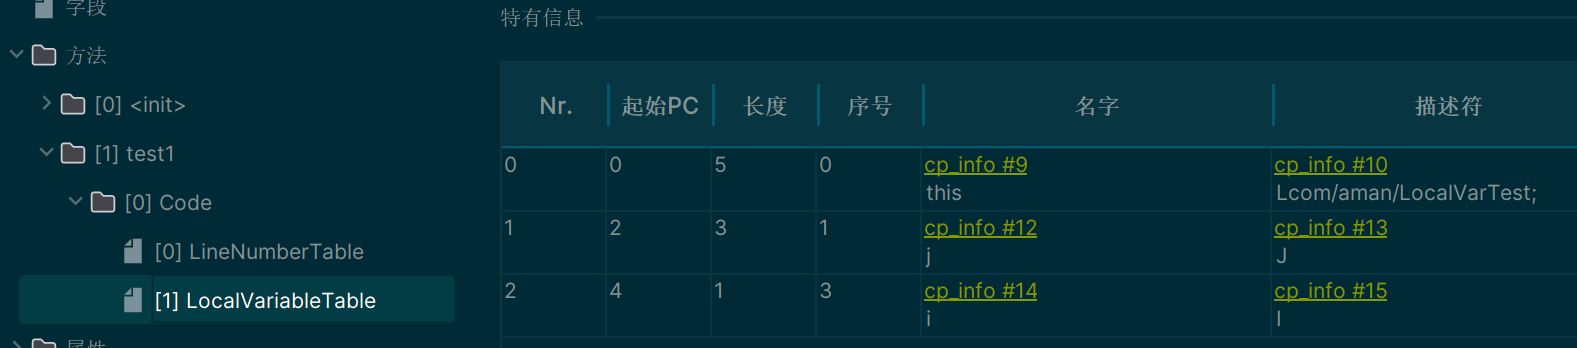 字段
方法
[0] <init>
[1] test1
[0] Code
[0] LineNumberTable
[1] LocalVariableTable
属性
特有信息
Nr. 起始PC 长度 序号 名字 描述符
0 0 5 0 cp_info #9 cp_info #10
this Lcom/aman/LocalVarTest;
1 2 3 1 cp_info #12 cp_info #13
j J
2 4 1 3 cp_info #14 cp_info #15
i I